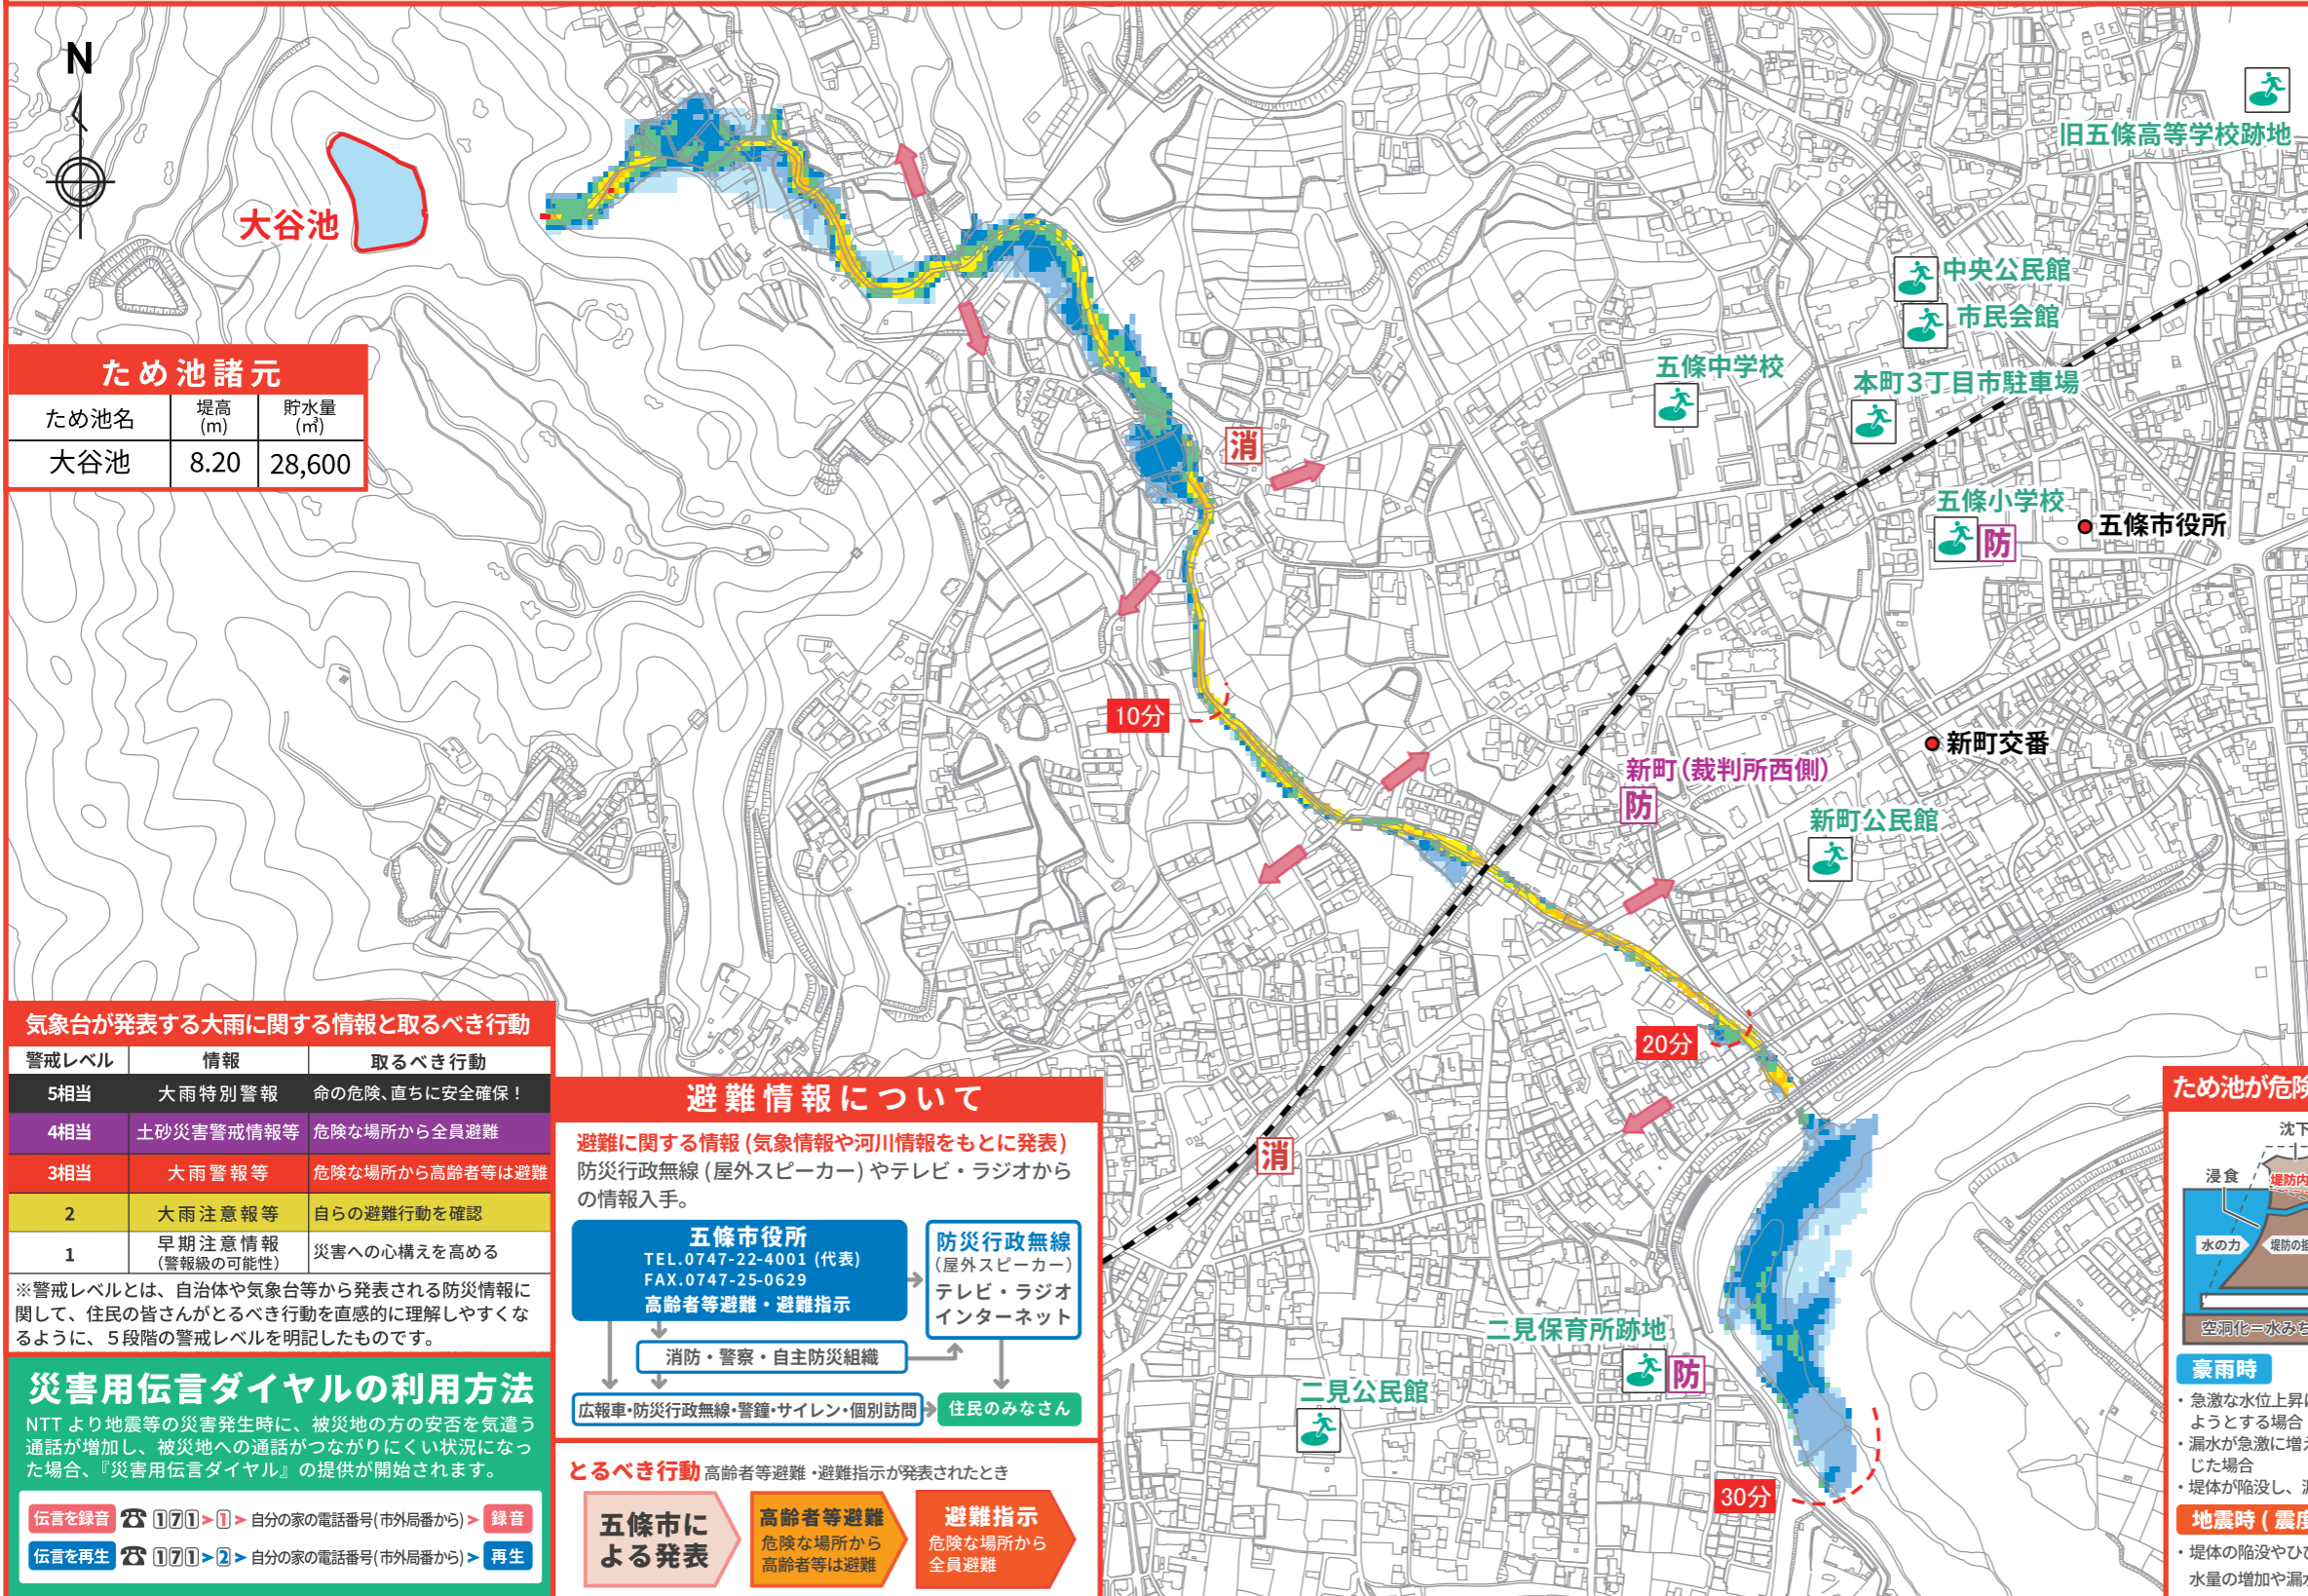 N
大谷池
旧五條高等学校跡地
中央公民館
市民会館
五條中学校
本町3丁目市駐車場
五條小学校
防
五條市役所
消
10分
新町交番
新町(裁判所西側)
防
新町公民館
20分
消
二見保育所跡地
防
二見公民館
30分
ため池諸元
ため池名 堤高(m) 貯水量(㎥)
大谷池 8.20 28,600
気象台が発表する大雨に関する情報と取るべき行動
警戒レベル 情報 取るべき行動
5相当 大雨特別警報 命の危険、直ちに安全確保！
4相当 土砂災害警戒情報等 危険な場所から全員避難
3相当 大雨警報等 危険な場所から高齢者等は避難
2 大雨注意報等 自らの避難行動を確認
1 早期注意情報(警報級の可能性) 災害への心構えを高める
※警戒レベルとは、自治体や気象台等から発表される防災情報に
関して、住民の皆さんがとるべき行動を直感的に理解しやすくな
るように、５段階の警戒レベルを明記したものです。
災害用伝言ダイヤルの利用方法
NTTより地震等の災害発生時に、被災地の方の安否を気遣う
通話が増加し、被災地への通話がつながりにくい状況になっ
た場合、『災害用伝言ダイヤル』の提供が開始されます。
伝言を録音 ☎ 171>1> 自分の家の電話番号(市外局番から)> 録音
伝言を再生 ☎ 171>2> 自分の家の電話番号(市外局番から)> 再生
避難情報について
避難に関する情報(気象情報や河川情報をもとに発表)
防災行政無線(屋外スピーカー)やテレビ・ラジオから
の情報入手。
五條市役所
TEL.0747-22-4001(代表)
FAX.0747-25-0629
高齢者等避難・避難指示
防災行政無線
(屋外スピーカー)
テレビ・ラジオ
インターネット
消防・警察・自主防災組織
広報車・防災行政無線・警鐘・サイレン・個別訪問
住民のみなさん
とるべき行動 高齢者等避難・避難指示が発表されたとき
五條市に
よる発表
高齢者等避難
危険な場所から
高齢者等は避難
避難指示
危険な場所から
全員避難
ため池が危険
沈下
浸食
堤防内
水の力
堤防の
空洞化＝水みち
豪雨時
・急激な水位上昇に
ようとする場合
・漏水が急激に増え
じた場合
・堤体が陥没し、
地震時(震度
・堤体の陥没やひび
水量の増加や漏水